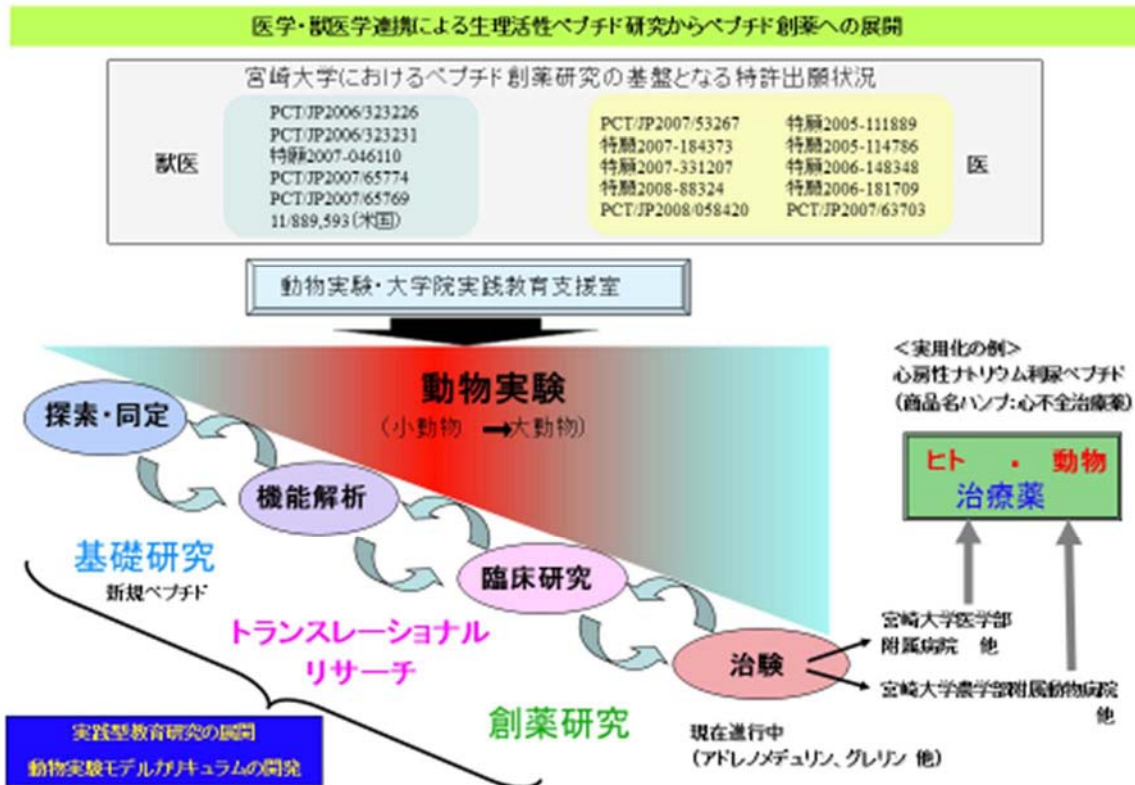 医学・獣医学連携による生理活性ペプチド研究からペプチド創薬への展開
宮崎大学におけるペプチド創薬研究の基盤となる特許出願状況
獣医
PCT/JP2006/323226
PCT/JP2006/323231
特願2007-046110
PCT/JP2007/65774
PCT/JP2007/65769
11/889,593(米国)
PCT/JP2007/53267
特願2007-184373
特願2007-331207
特願2008-88324
PCT/JP2008/058420
特願2005-111889
特願2005-114786
特願2006-148348
特願2006-181709
PCT/JP2007/63703
医
動物実験・大学院実践教育支援室
動物実験
(小動物 → 大動物)
<実用化の例>
心房性ナトリウム利尿ペプチド
(商品名ハンプ:心不全治療薬)
ヒト ・ 動物
治療薬
探索・同定
機能解析
臨床研究
治験
基礎研究
新規ペプチド
トランスレーショナル
リサーチ
創薬研究
宮崎大学医学部
附属病院 他
宮崎大学農学部附属動物病院
他
現在進行中
(アドレノメデュリン、グレリン 他)
実践型教育研究の展開
動物実験モデルカリキュラムの開発